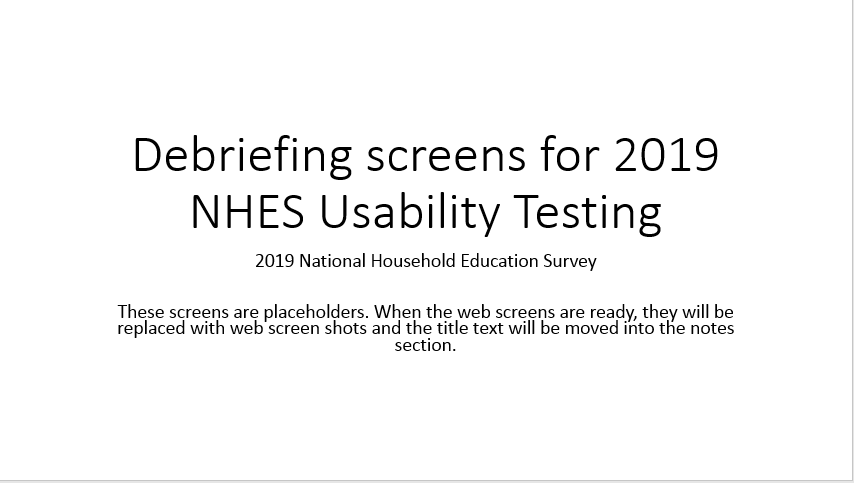 Debriefing screens for 2019
NHES Usability Testing
2019 National Household Education Survey
These screens are placeholders. When the web screens are ready, they will be
replaced with web screen shots and the title text will be moved into the notes
section.